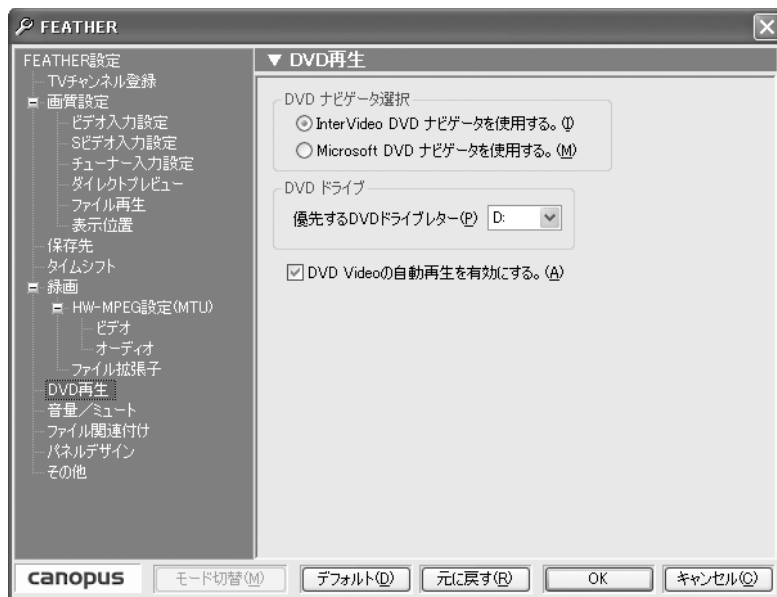 FEATHER
FEATHER設定
TVチャンネル登録
画質設定
ビデオ入力設定
Sビデオ入力設定
チューナー入力設定
ダイレクトプレビュー
ファイル再生
表示位置
保存先
タイムシフト
録画
HW-MPEG設定(MTU)
ビデオ
オーディオ
ファイル拡張子
DVD再生
音量／ミュート
ファイル関連付け
パネルデザイン
その他
▼ DVD再生
DVD ナビゲータ選択
InterVideo DVD ナビゲータを使用する。(I)
Microsoft DVD ナビゲータを使用する。(M)
DVD ドライブ
優先するDVDドライブレター(P) D:
DVD Videoの自動再生を有効にする。(A)
canopus モード切替(M) デフォルト(D) 元に戻す(R) OK キャンセル(C)